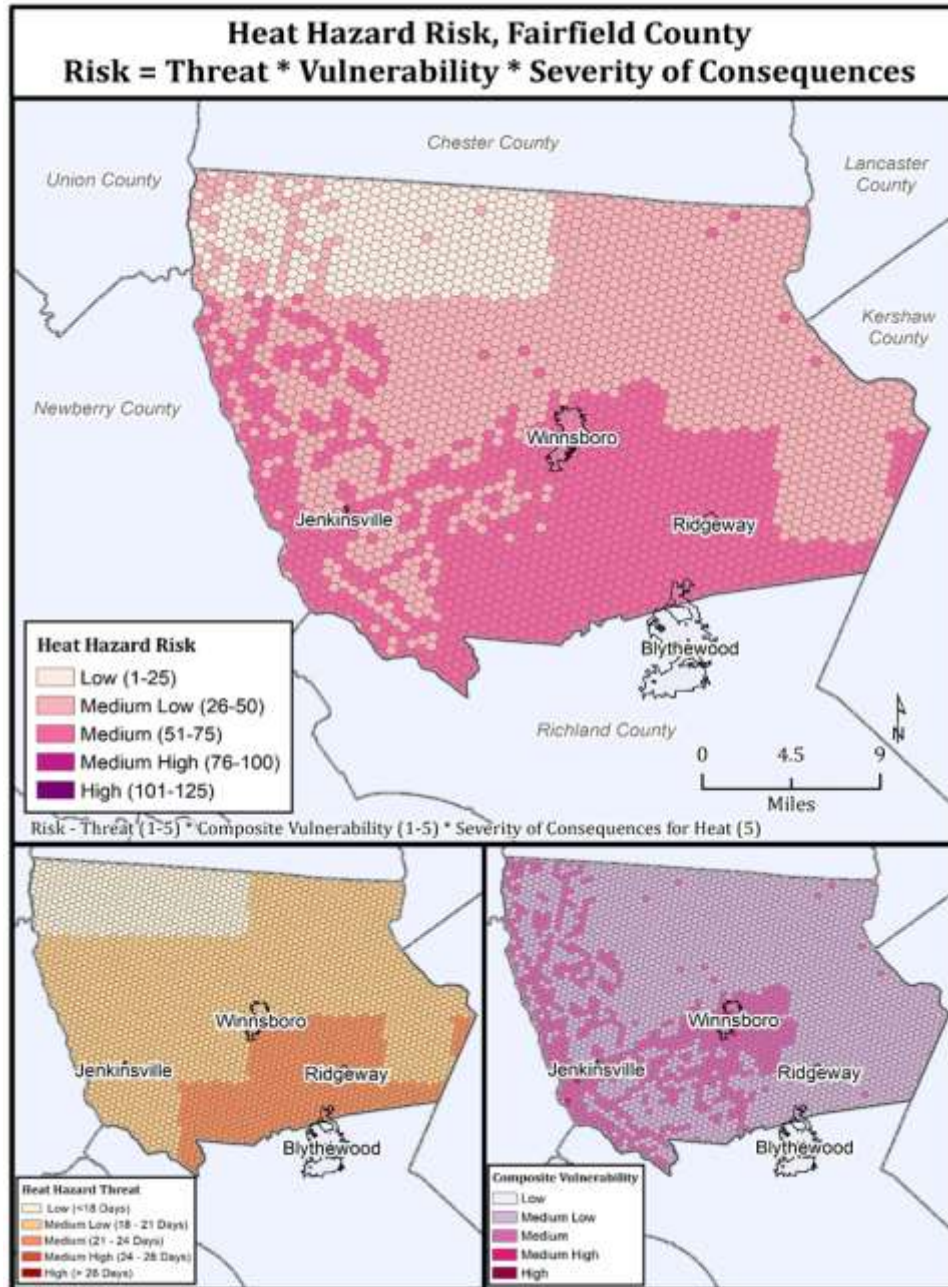 Heat Hazard Risk, Fairfield County
Risk = Threat * Vulnerability * Severity of Consequences
Chester County
Union County
Lancaster
County
Kershaw
County
Newberry County
Winnsboro
Jenkinsville
Ridgeway
Blythewood
Richland County
Heat Hazard Risk
Low (1-25)
Medium Low (26-50)
Medium (51-75)
Medium High (76-100)
High (101-125)
N
0 4.5 9
Miles
Risk - Threat (1-5) * Composite Vulnerability (1-5) * Severity of Consequences for Heat (5)
Winnsboro
Jenkinsville
Ridgeway
Blythewood
Heat Hazard Threat
Low (<18 Days)
Medium Low (18 - 21 Days)
Medium (21 - 24 Days)
Medium High (24 - 28 Days)
High (> 28 Days)
Winnsboro
Jenkinsville
Ridgeway
Blythewood
Composite Vulnerability
Low
Medium Low
Medium
Medium High
High